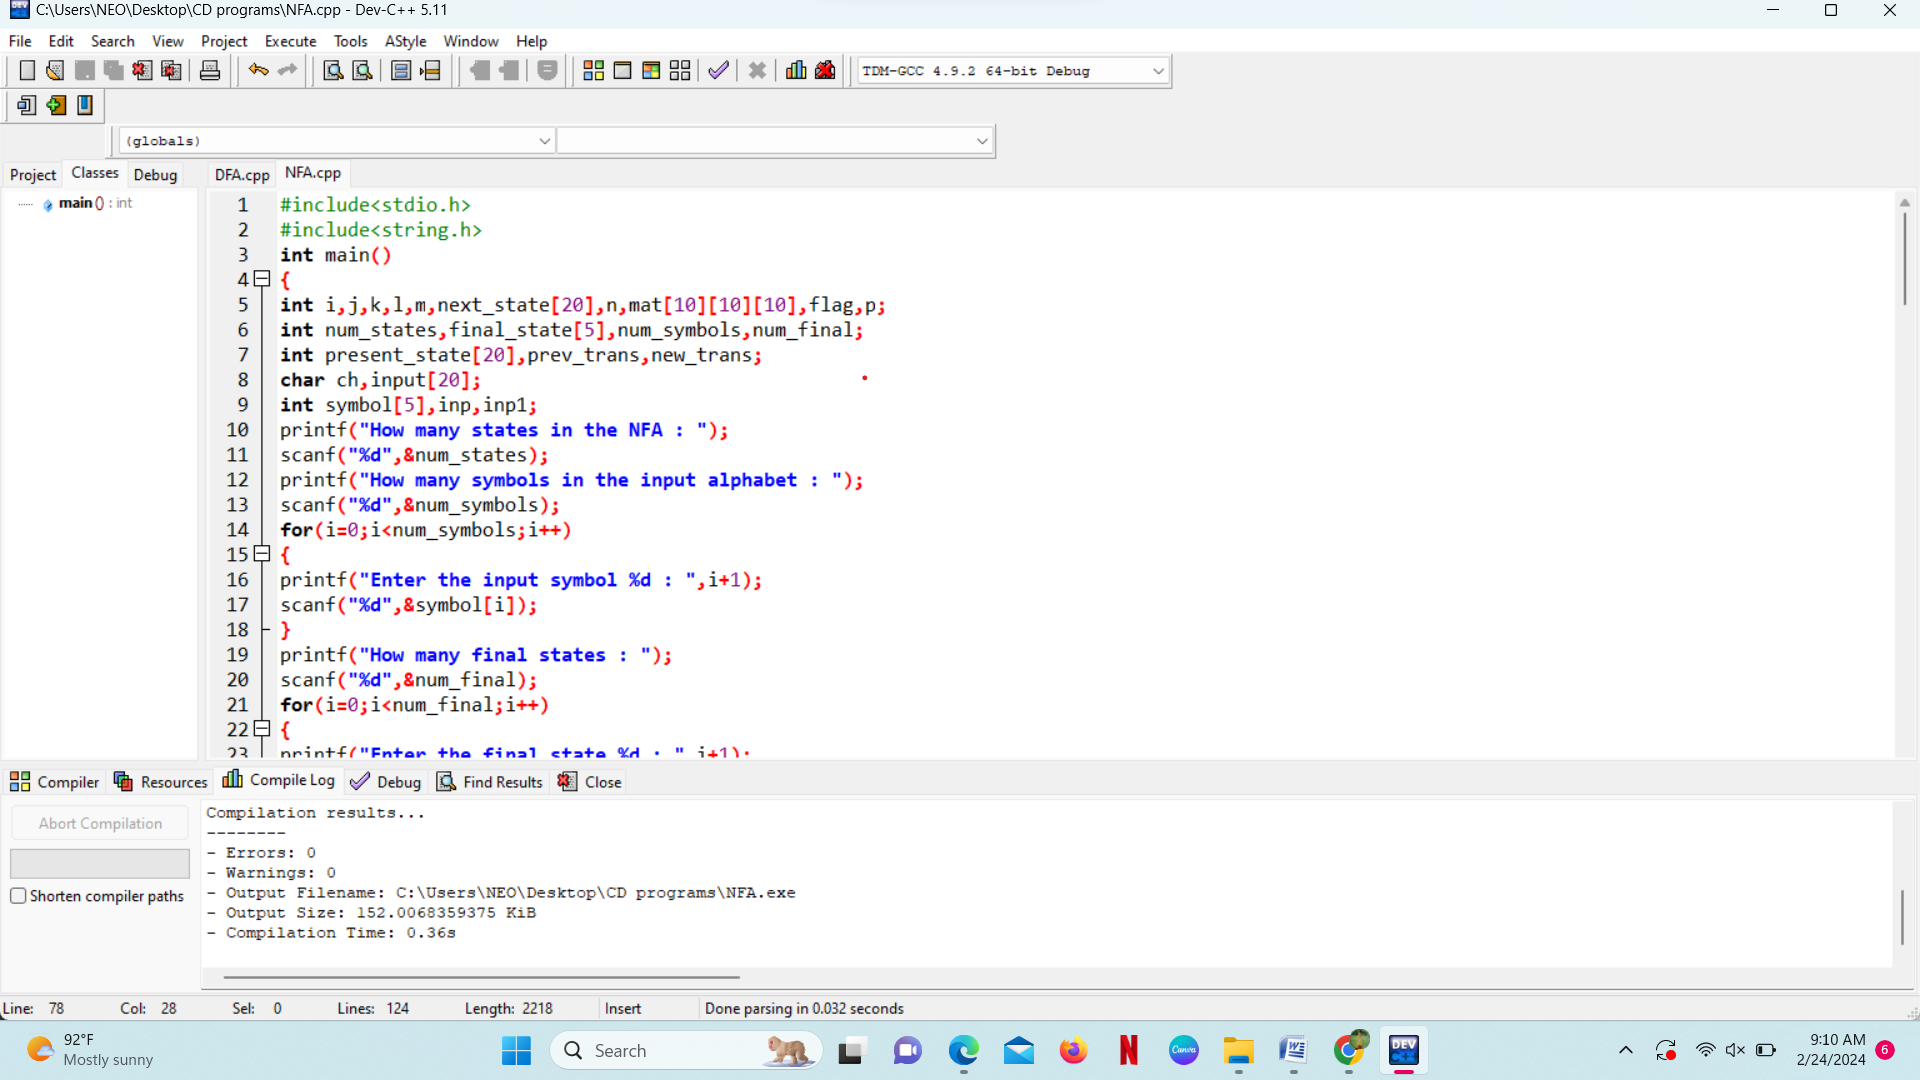 C:\Users\NEO\Desktop\CD programs\NFA.cpp - Dev-C++ 5.11
File Edit Search View Project Execute Tools AStyle Window Help
TDM-GCC 4.9.2 64-bit Debug
(globals)
Project Classes Debug
DFA.cpp NFA.cpp
main () : int
1 #include<stdio.h>
2 #include<string.h>
3 int main()
4 {
5 int i,j,k,l,m,next_state[20],n,mat[10][10][10],flag,p;
6 int num_states,final_state[5],num_symbols,num_final;
7 int present_state[20],prev_trans,new_trans;
8 char ch,input[20];
9 int symbol[5],inp,inp1;
10 printf("How many states in the NFA : ");
11 scanf("%d",&num_states);
12 printf("How many symbols in the input alphabet : ");
13 scanf("%d",&num_symbols);
14 for(i=0;i<num_symbols;i++)
15 {
16 printf("Enter the input symbol %d : ",i+1);
17 scanf("%d",&symbol[i]);
18 }
19 printf("How many final states : ");
20 scanf("%d",&num_final);
21 for(i=0;i<num_final;i++)
22 {
23 printf("Enter the final state %d : ",i+1);
Compiler Resources Compile Log Debug Find Results Close
Abort Compilation
Shorten compiler paths
Compilation results...
--------
- Errors: 0
- Warnings: 0
- Output Filename: C:\Users\NEO\Desktop\CD programs\NFA.exe
- Output Size: 152.0068359375 KiB
- Compilation Time: 0.36s
Line: 78 Col: 28 Sel: 0 Lines: 124 Length: 2218 Insert Done parsing in 0.032 seconds
92°F
Mostly sunny
Search
Canva
DEV C++
9:10 AM
2/24/2024
6